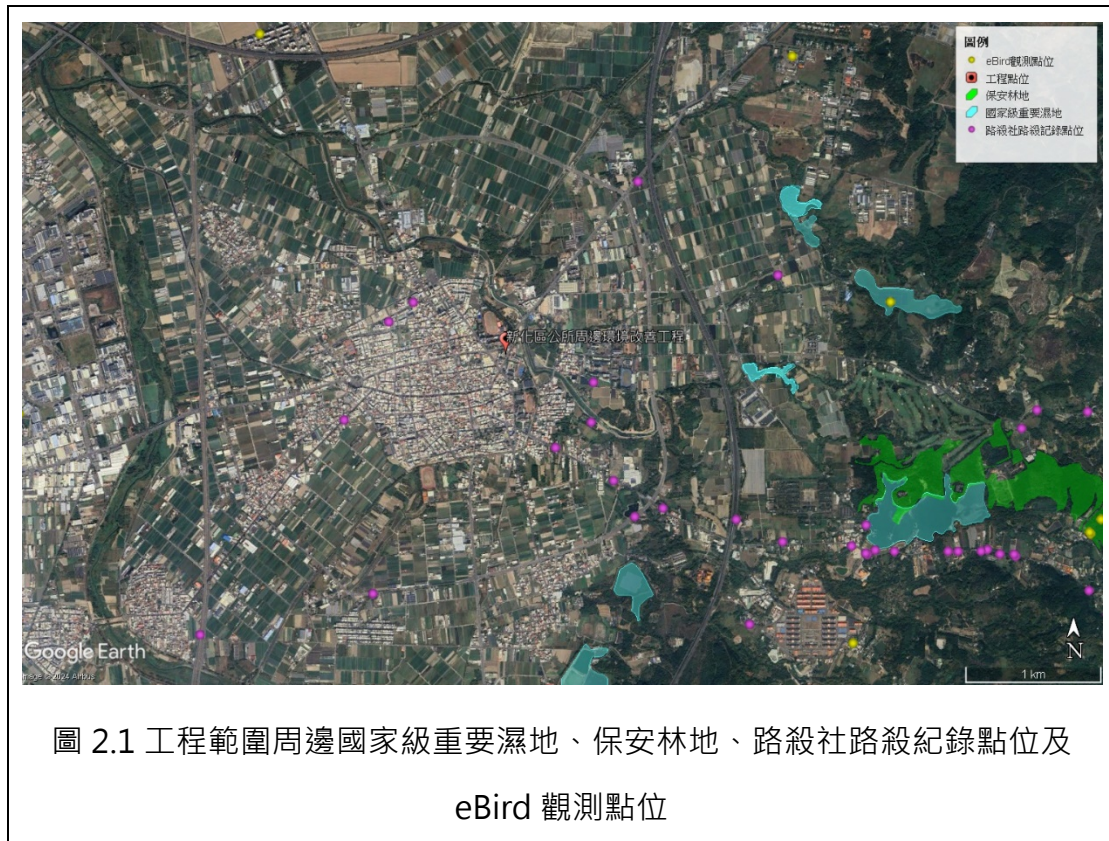 圖例
eBird觀測點位
工程點位
保安林地
國家級重要濕地
路殺社路殺記錄點位
新化區公所周邊環境改善工程
Google Earth
Image © 2024 Airbus
N
1 km
圖 2.1 工程範圍周邊國家級重要濕地、保安林地、路殺社路殺紀錄點位及
eBird 觀測點位